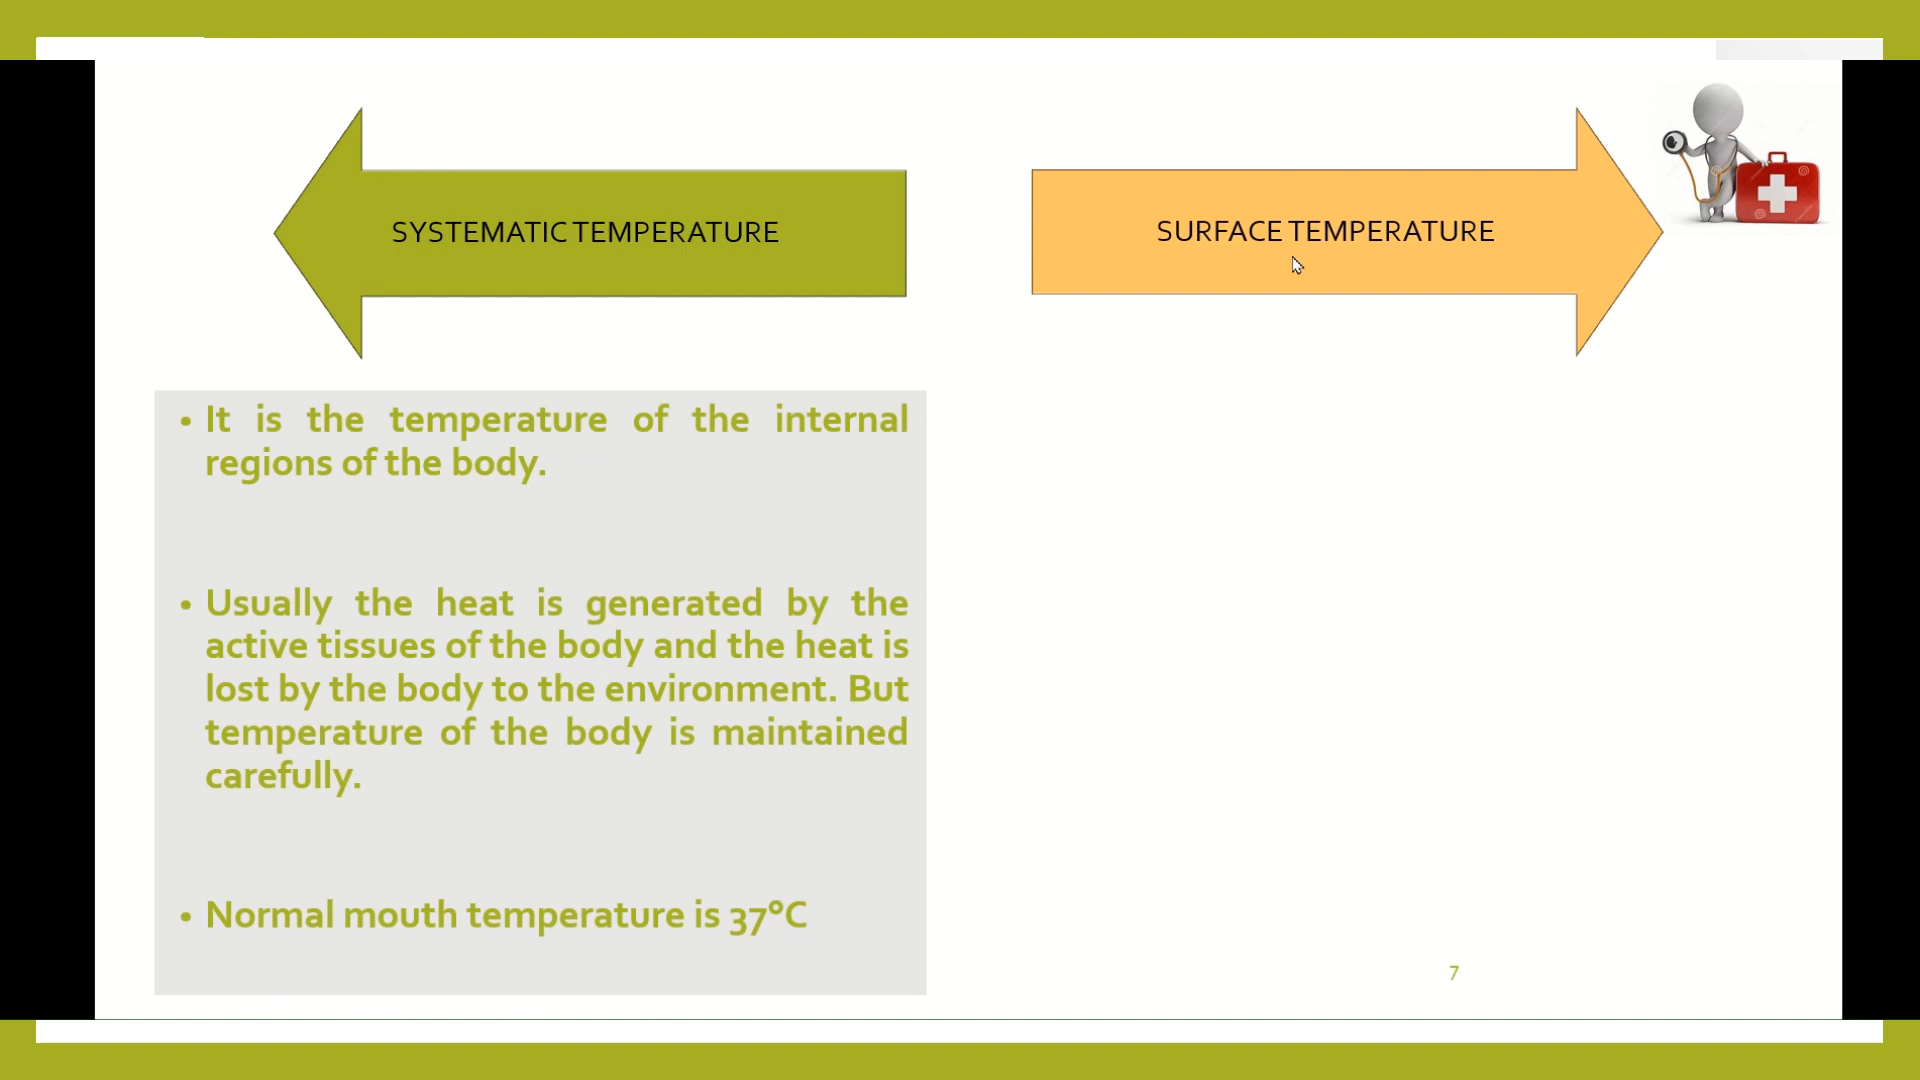 SYSTEMATIC TEMPERATURE
SURFACE TEMPERATURE
• It is the temperature of the internal
regions of the body.
• Usually the heat is generated by the
active tissues of the body and the heat is
lost by the body to the environment. But
temperature of the body is maintained
carefully.
• Normal mouth temperature is 37°C
7